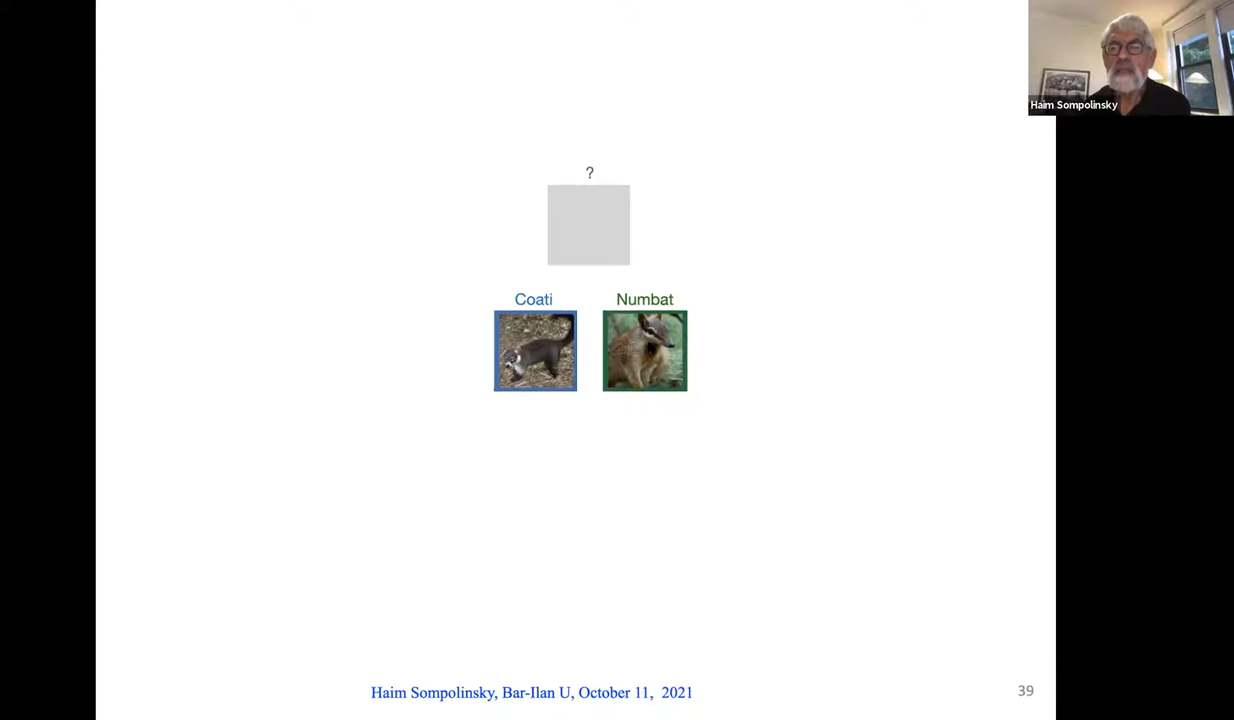 Haim Sompolinsky
?
Coati
Numbat
Haim Sompolinsky, Bar-Ilan U, October 11, 2021
39